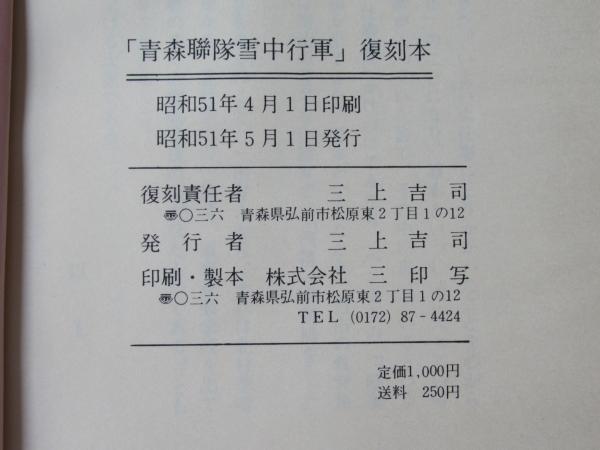 「青森聯隊雪中行軍」復刻本
昭和51年4月1日印刷
昭和51年5月1日発行
復刻責任者 三上吉司
〠〇三六 青森県弘前市松原東2丁目1の12
発行者 三上吉司
印刷・製本 株式会社 三印写
〠〇三六 青森県弘前市松原東2丁目1の12
TEL (0172) 87-4424
定価1,000円
送料 250円